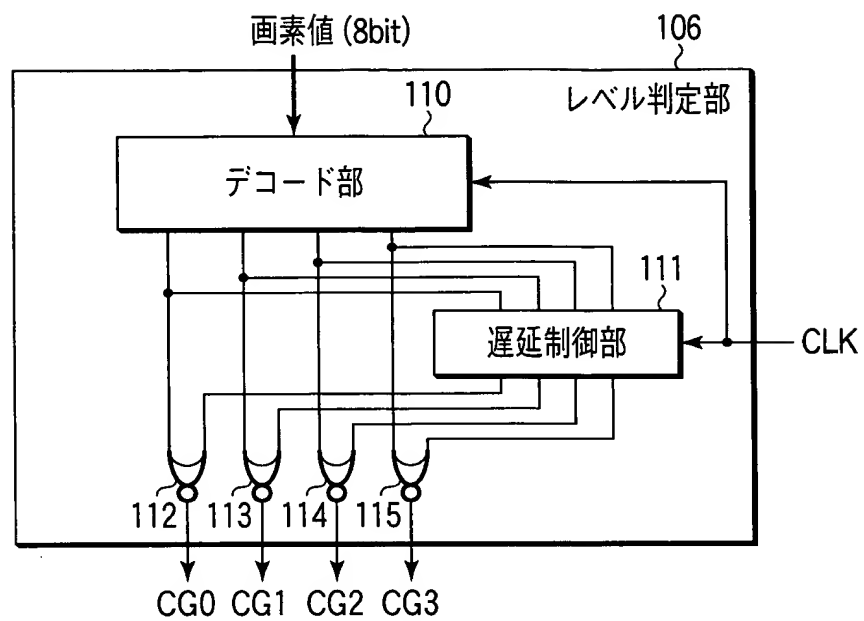 画素値(8bit)
106
レベル判定部
110
デコード部
111
遅延制御部
CLK
112
113
114
115
CG0
CG1
CG2
CG3